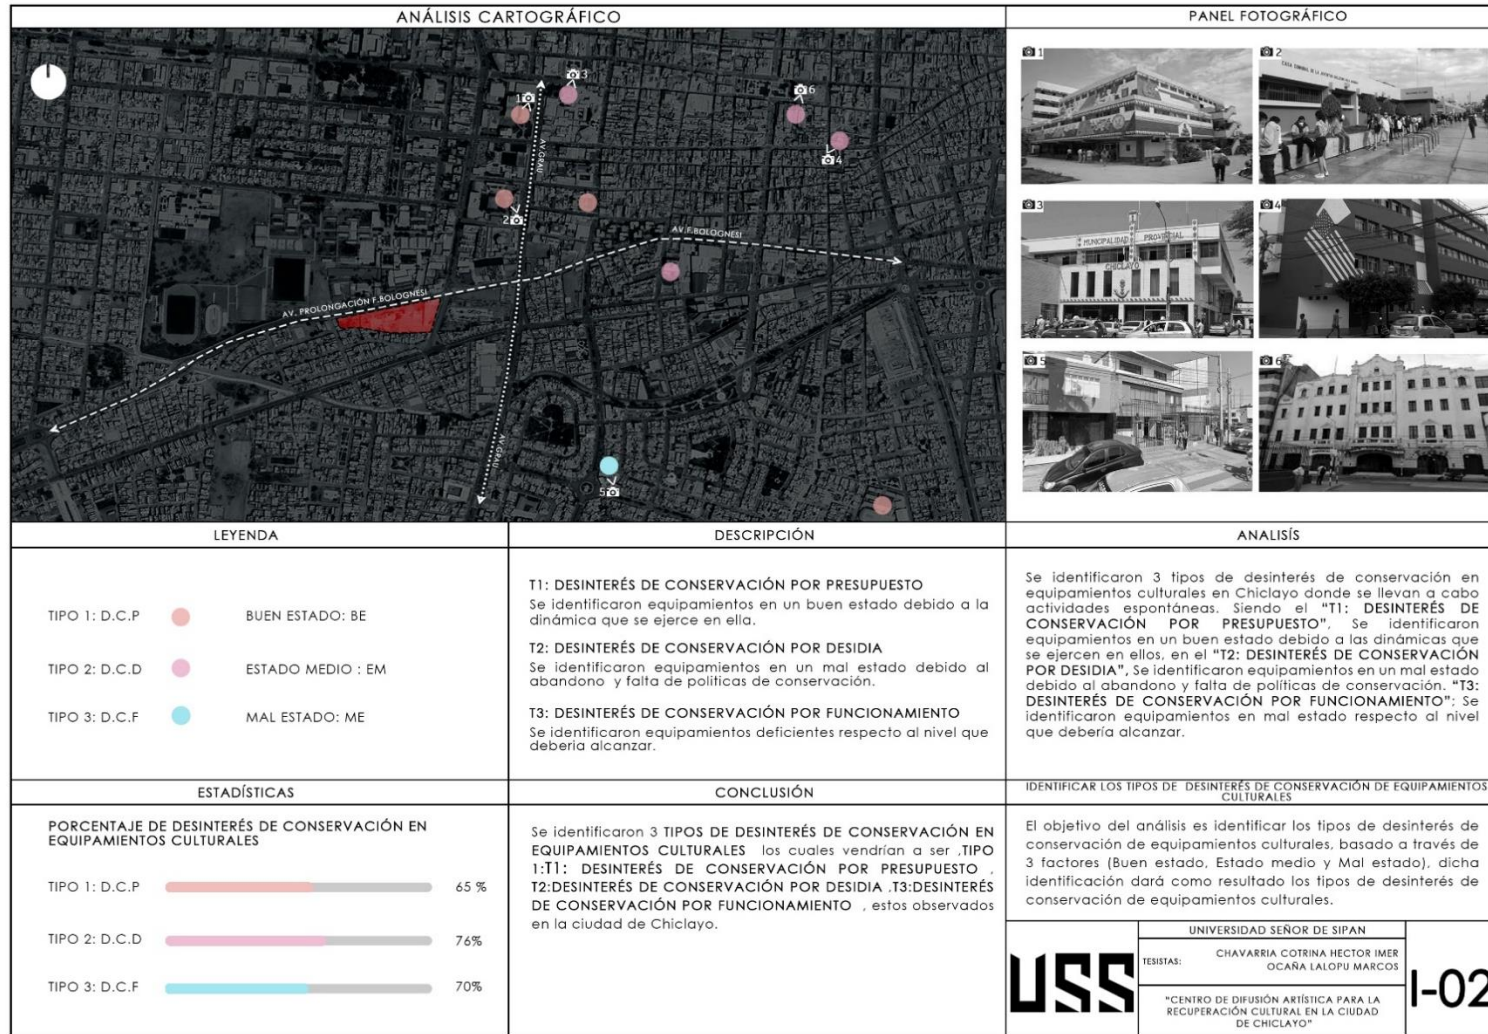 ANÁLISIS CARTOGRÁFICO
1
3
6
4
2
AV.GRAU
AV.F.BOLOGNESI
AV. PROLONGACIÓN F.BOLOGNESI
AV.GRAU
5
PANEL FOTOGRÁFICO
1
2
3
MUNICIPALIDAD PROVINCIAL
CHICLAYO
4
5
6
LEYENDA
TIPO 1: D.C.P
BUEN ESTADO: BE
TIPO 2: D.C.D
ESTADO MEDIO : EM
TIPO 3: D.C.F
MAL ESTADO: ME
DESCRIPCIÓN
T1: DESINTERÉS DE CONSERVACIÓN POR PRESUPUESTO
Se identificaron equipamientos en un buen estado debido a la
dinámica que se ejerce en ella.
T2: DESINTERÉS DE CONSERVACIÓN POR DESIDIA
Se identificaron equipamientos en un mal estado debido al
abandono y falta de politicas de conservación.
T3: DESINTERÉS DE CONSERVACIÓN POR FUNCIONAMIENTO
Se identificaron equipamientos deficientes respecto al nivel que
deberia alcanzar.
ANALISÍS
Se identificaron 3 tipos de desinterés de conservación en
equipamientos culturales en Chiclayo donde se llevan a cabo
actividades espontáneas. Siendo el "T1: DESINTERÉS DE
CONSERVACIÓN POR PRESUPUESTO", Se identificaron
equipamientos en un buen estado debido a las dinámicas que
se ejercen en ellos, en el "T2: DESINTERÉS DE CONSERVACIÓN
POR DESIDIA", Se identificaron equipamientos en un mal estado
debido al abandono y falta de políticas de conservación. "T3:
DESINTERÉS DE CONSERVACIÓN POR FUNCIONAMIENTO": Se
identificaron equipamientos en mal estado respecto al nivel
que debería alcanzar.
ESTADÍSTICAS
PORCENTAJE DE DESINTERÉS DE CONSERVACIÓN EN
EQUIPAMIENTOS CULTURALES
TIPO 1: D.C.P 65 %
TIPO 2: D.C.D 76%
TIPO 3: D.C.F 70%
CONCLUSIÓN
Se identificaron 3 TIPOS DE DESINTERÉS DE CONSERVACIÓN EN
EQUIPAMIENTOS CULTURALES los cuales vendrían a ser ,TIPO
1:T1: DESINTERÉS DE CONSERVACIÓN POR PRESUPUESTO ,
T2:DESINTERÉS DE CONSERVACIÓN POR DESIDIA .T3:DESINTERÉS
DE CONSERVACIÓN POR FUNCIONAMIENTO , estos observados
en la ciudad de Chiclayo.
IDENTIFICAR LOS TIPOS DE DESINTERÉS DE CONSERVACIÓN DE EQUIPAMIENTOS
CULTURALES
El objetivo del análisis es identificar los tipos de desinterés de
conservación de equipamientos culturales, basado a través de
3 factores (Buen estado, Estado medio y Mal estado), dicha
identificación dará como resultado los tipos de desinterés de
conservación de equipamientos culturales.
USS
UNIVERSIDAD SEÑOR DE SIPAN
TESISTAS:
CHAVARRIA COTRINA HECTOR IMER
OCAÑA LALOPU MARCOS
"CENTRO DE DIFUSIÓN ARTÍSTICA PARA LA
RECUPERACIÓN CULTURAL EN LA CIUDAD
DE CHICLAYO"
I-02